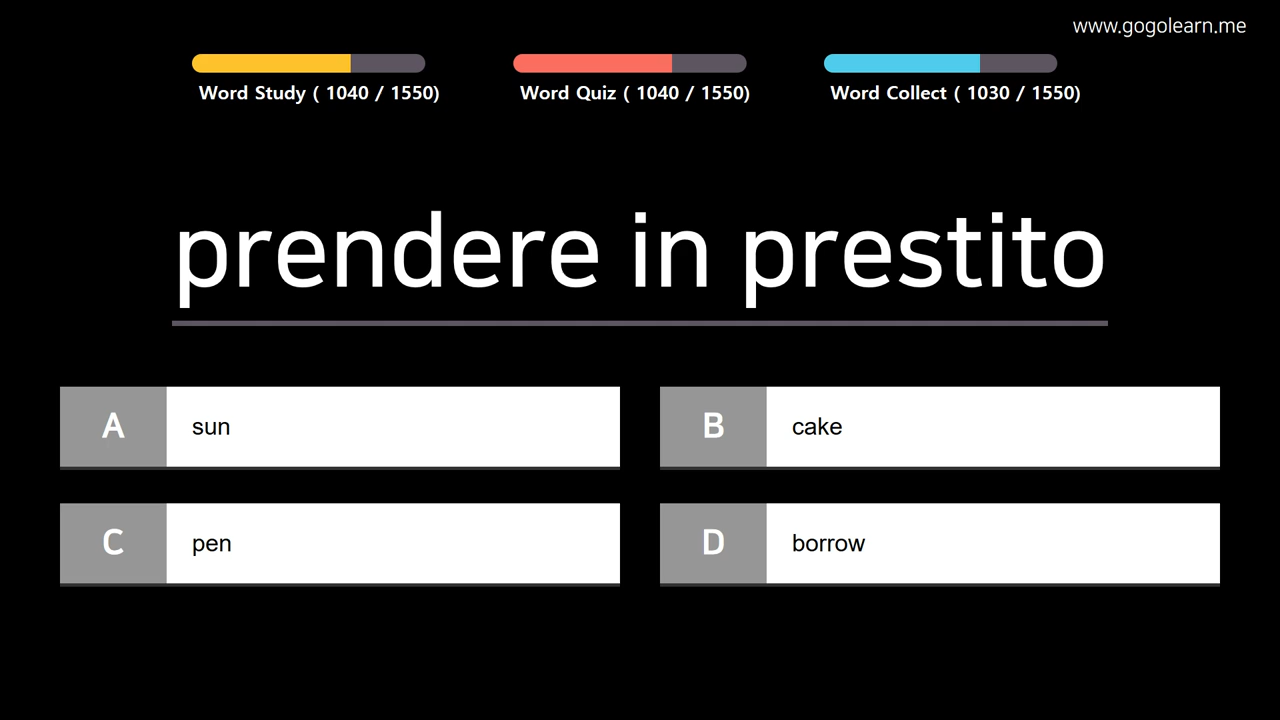 www.gogolearn.me
Word Study ( 1040 / 1550)
Word Quiz ( 1040 / 1550)
Word Collect ( 1030 / 1550)
prendere in prestito
A
sun
B
cake
C
pen
D
borrow